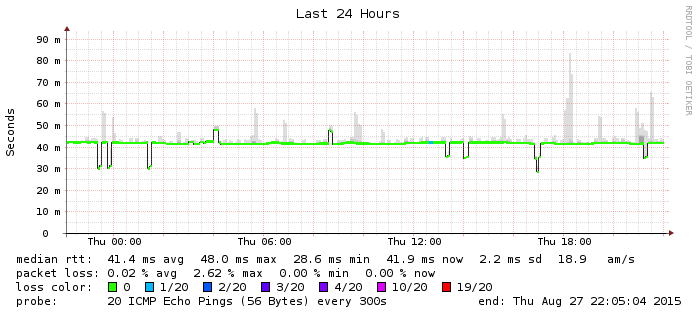 Last 24 Hours
RRDTOOL / TOBI OETIKER
Seconds
90 m
80 m
70 m
60 m
50 m
40 m
30 m
20 m
10 m
0
Thu 00:00 Thu 06:00 Thu 12:00 Thu 18:00
median rtt: 41.4 ms avg 48.0 ms max 28.6 ms min 41.9 ms now 2.2 ms sd 18.9 am/s
packet loss: 0.02 % avg 2.62 % max 0.00 % min 0.00 % now
loss color: 0 1/20 2/20 3/20 4/20 10/20 19/20
probe: 20 ICMP Echo Pings (56 Bytes) every 300s end: Thu Aug 27 22:05:04 2015